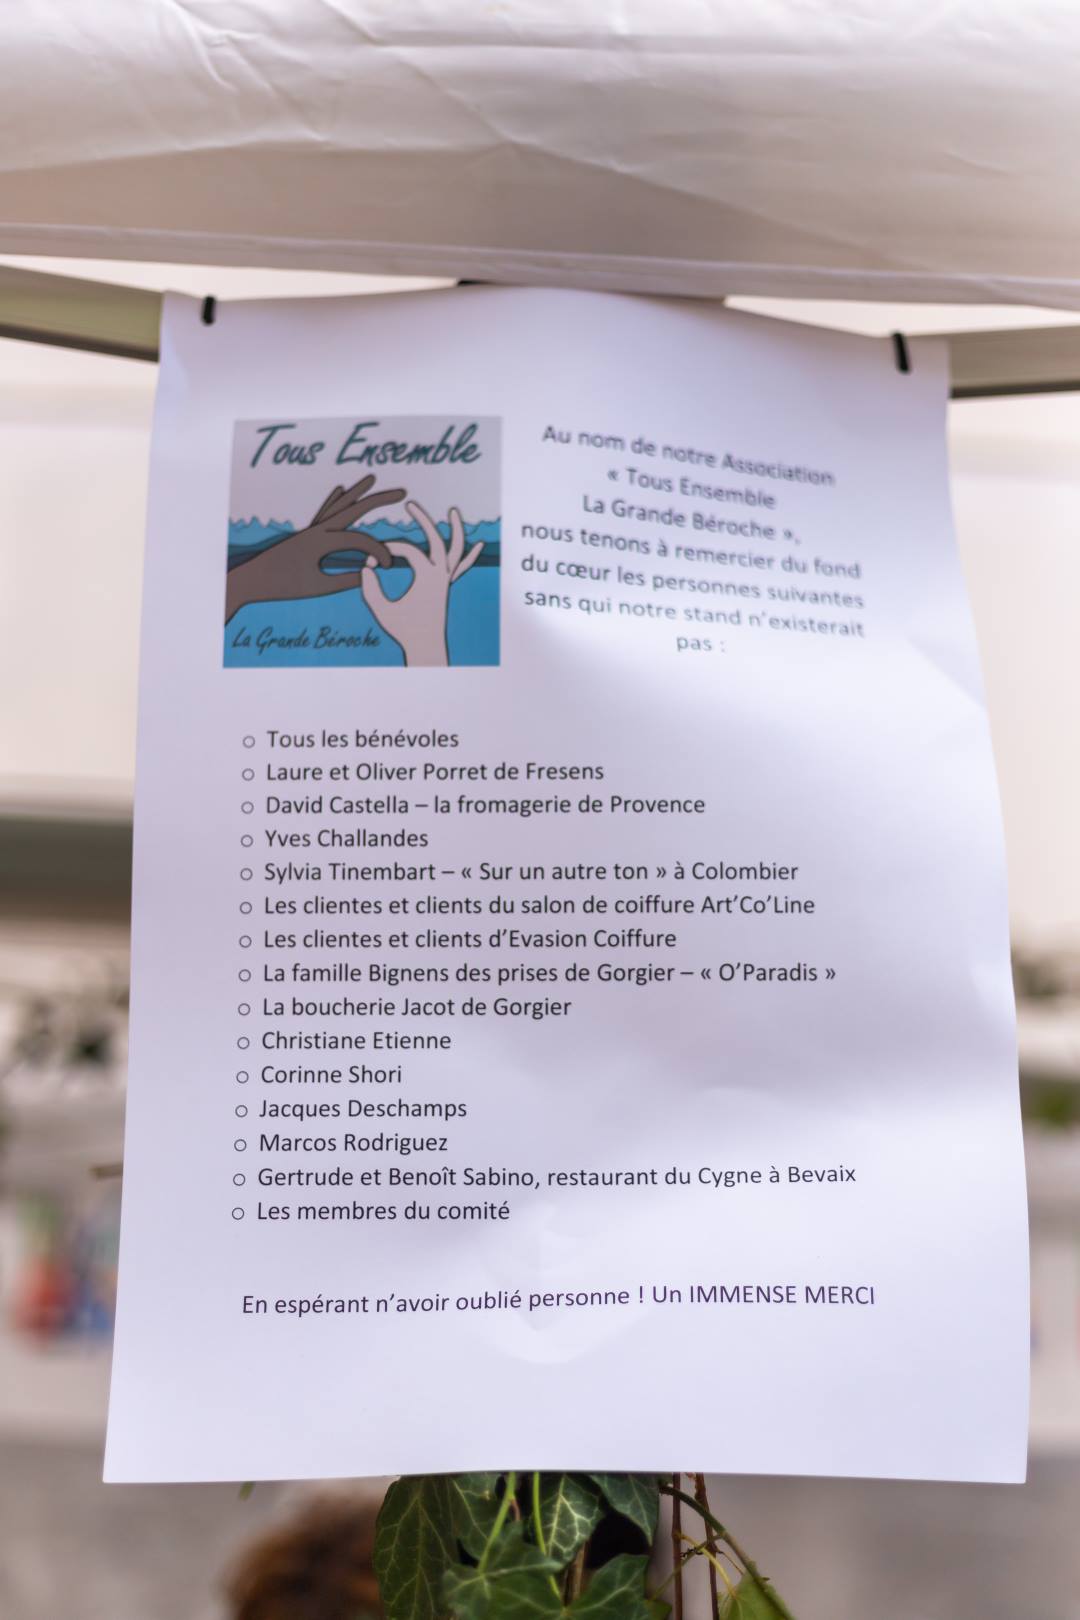 Tous Ensemble
La Grande Béroche
Au nom de notre Association
« Tous Ensemble
La Grande Béroche »,
nous tenons à remercier du fond
du cœur les personnes suivantes
sans qui notre stand n’existerait
pas :
o Tous les bénévoles
o Laure et Oliver Porret de Fresens
o David Castella – la fromagerie de Provence
o Yves Challandes
o Sylvia Tinembart – « Sur un autre ton » à Colombier
o Les clientes et clients du salon de coiffure Art’Co’Line
o Les clientes et clients d’Evasion Coiffure
o La famille Bignens des prises de Gorgier – « O’Paradis »
o La boucherie Jacot de Gorgier
o Christiane Etienne
o Corinne Shori
o Jacques Deschamps
o Marcos Rodriguez
o Gertrude et Benoît Sabino, restaurant du Cygne à Bevaix
o Les membres du comité
En espérant n’avoir oublié personne ! Un IMMENSE MERCI